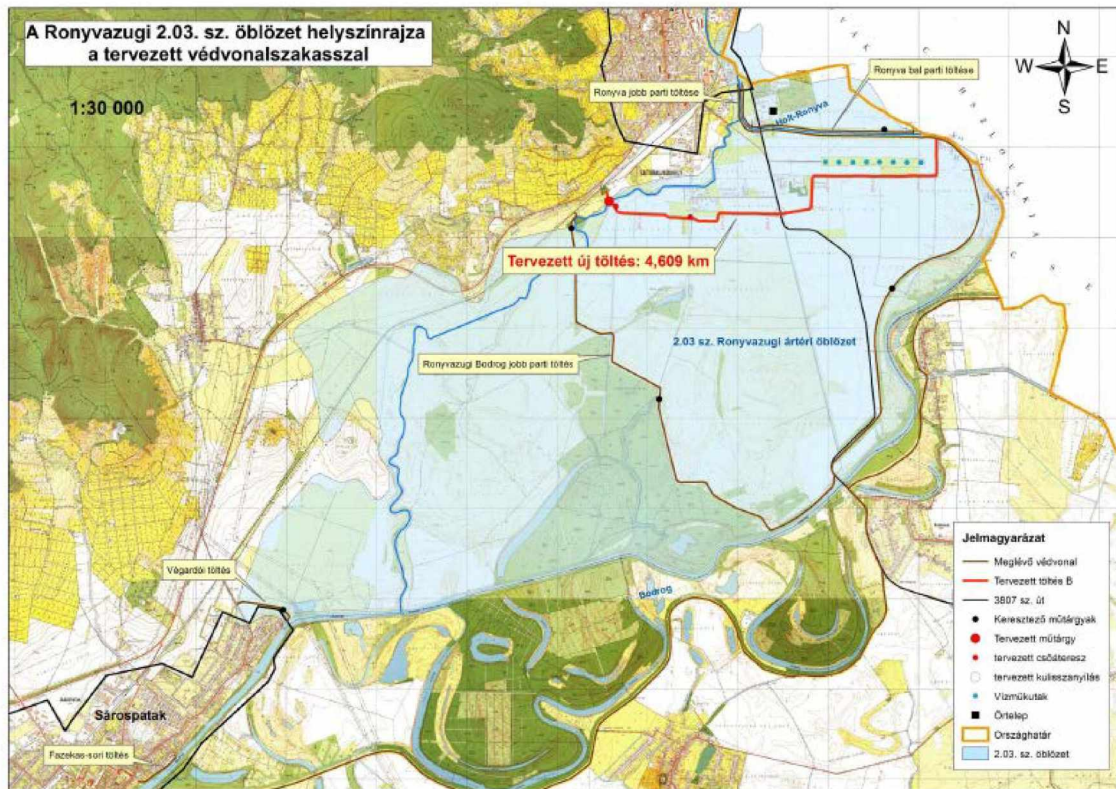 A Ronyvazugi 2.03. sz. öblözet helyszínrajza
a tervezett védvonalszakasszal
1:30 000
N
W E
S
Ronyva bal parti töltése
Ronyva jobb parti töltése
Holt-Ronyva
Tervezett új töltés: 4,609 km
2.03 sz. Ronyvazugi ártéri öblözet
Ronyvazugi Bodrog jobb parti töltés
Végardói töltés
Bodrog
Sárospatak
Fazekas-sori töltés
Jelmagyarázat
Meglévő védvonal
Tervezett töltés B
3807 sz. út
Keresztező műtárgyak
Tervezett műtárgy
tervezett csőáteresz
tervezett kulisszanyílás
Vízműkutak
Őrtelep
Országhatár
2.03. sz. öblözet